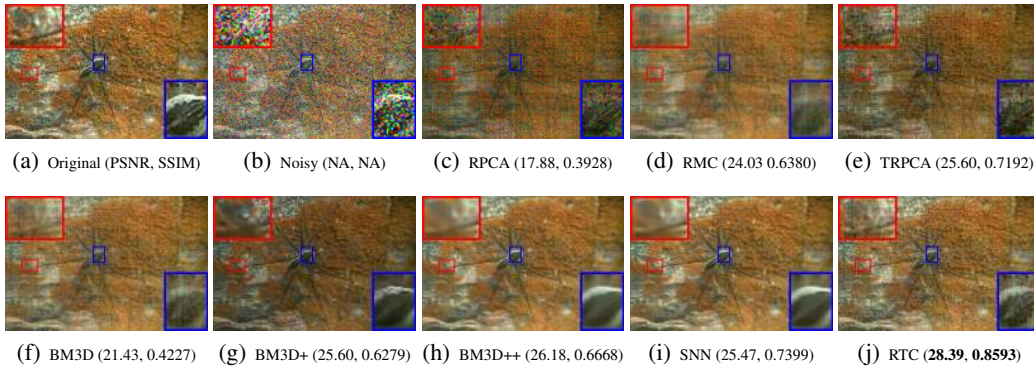 (a) Original (PSNR, SSIM)
(b) Noisy (NA, NA)
(c) RPCA (17.88, 0.3928)
(d) RMC (24.03 0.6380)
(e) TRPCA (25.60, 0.7192)
(f) BM3D (21.43, 0.4227)
(g) BM3D+ (25.60, 0.6279)
(h) BM3D++ (26.18, 0.6668)
(i) SNN (25.47, 0.7399)
(j) RTC (28.39, 0.8593)